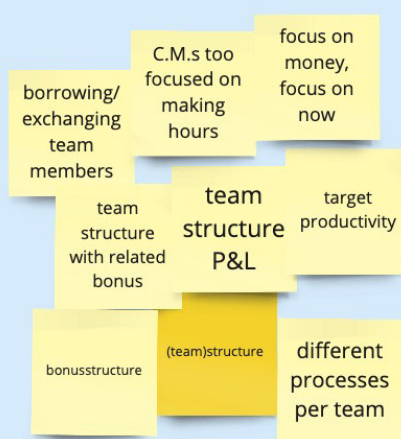 focus on
money,
focus on
now
C.M.s too
focused on
making
hours
borrowing/
exchanging
team
members
team
structure
with related
bonus
team
structure
P&L
target
productivity
bonusstructure
(team)structure
different
processes
per team